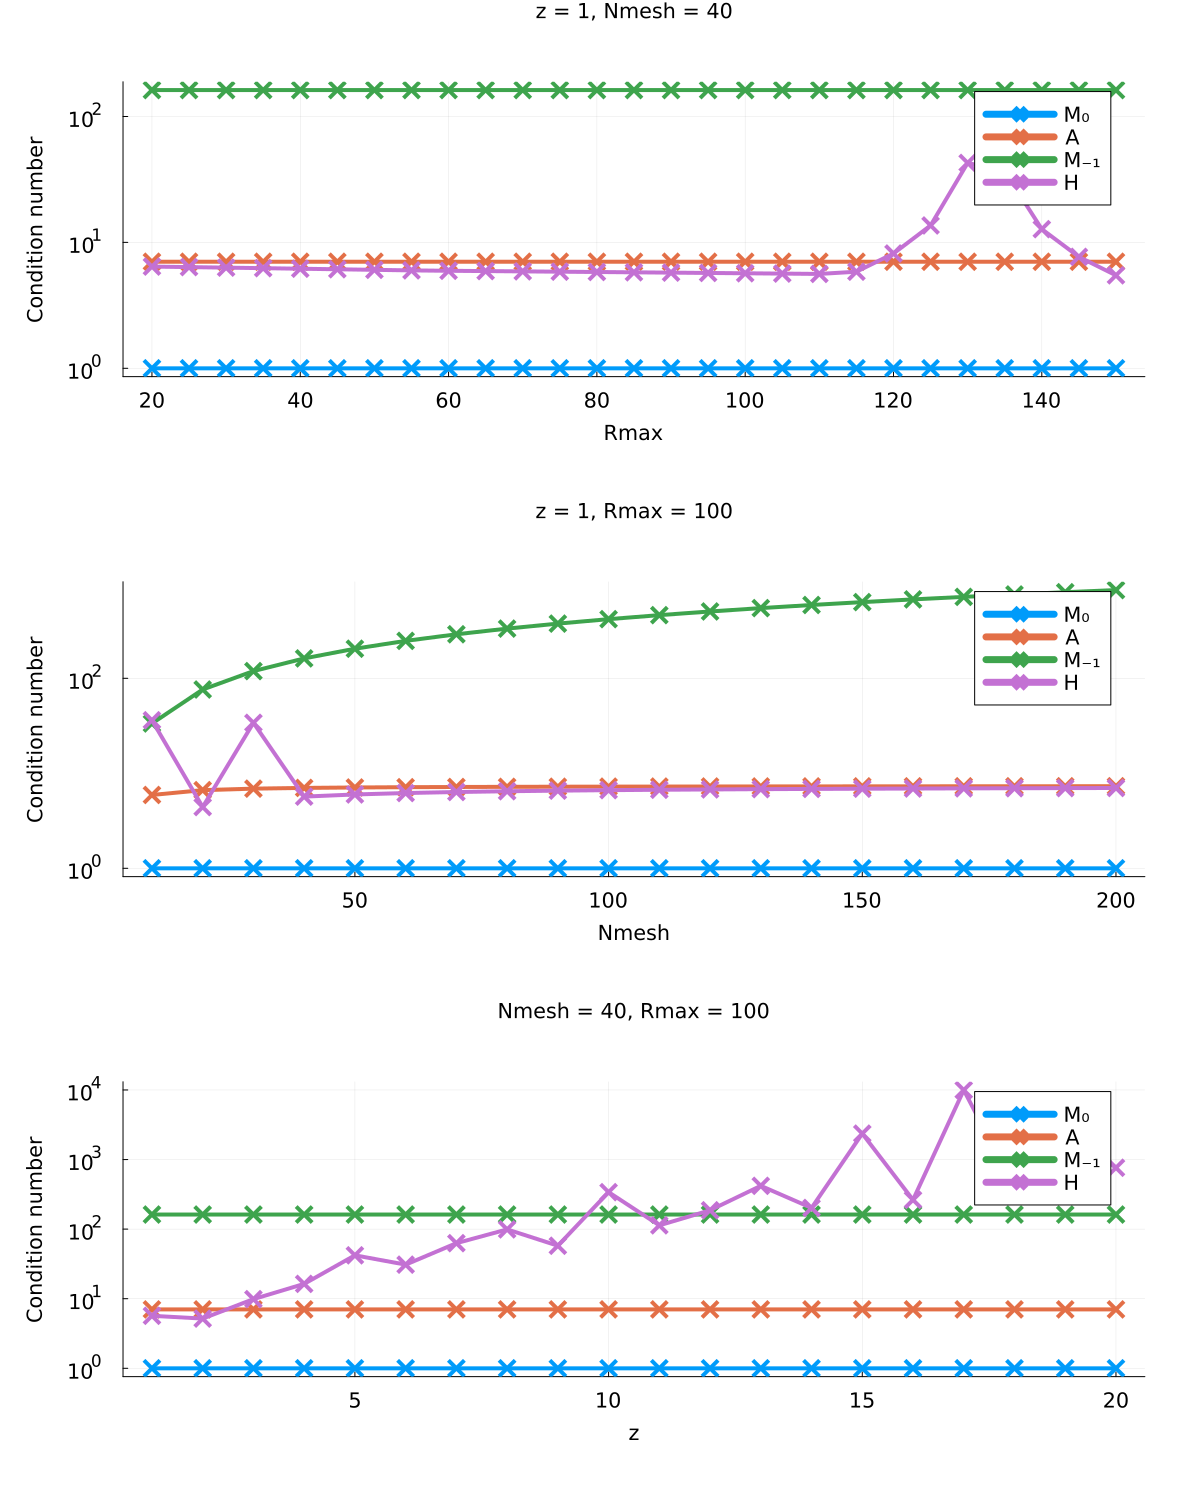 z = 1, Nmesh = 40
Condition number
10²
10¹
10⁰
M₀
A
M₋₁
H
20 40 60 80 100 120 140
Rmax
z = 1, Rmax = 100
Condition number
10²
10⁰
M₀
A
M₋₁
H
50 100 150 200
Nmesh
Nmesh = 40, Rmax = 100
Condition number
10⁴
10³
10²
10¹
10⁰
M₀
A
M₋₁
H
5 10 15 20
z